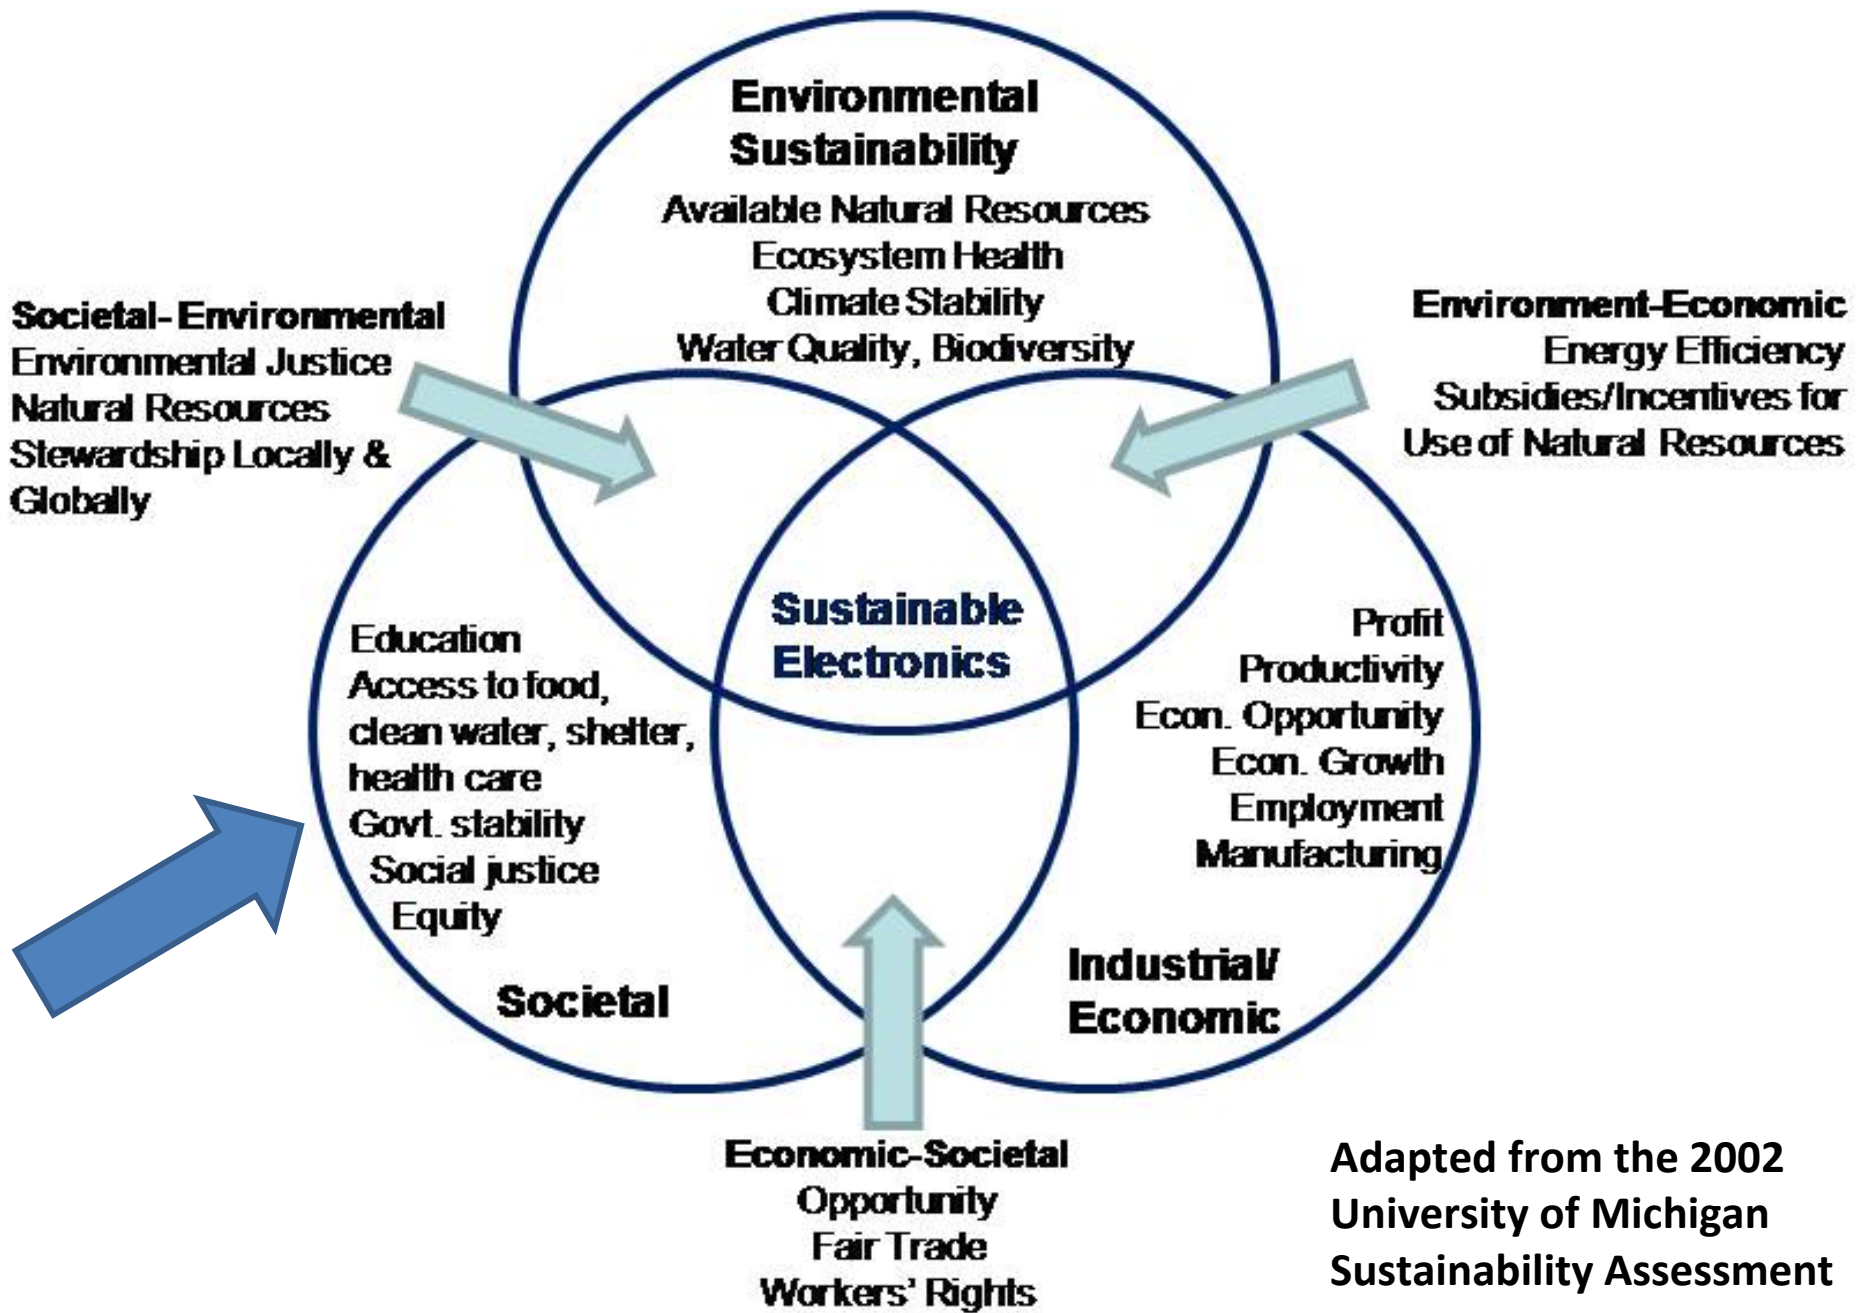 Environmental
Sustainability
Available Natural Resources
Ecosystem Health
Climate Stability
Water Quality, Biodiversity
Societal-Environmental
Environmental Justice
Natural Resources
Stewardship Locally &
Globally
Environment-Economic
Energy Efficiency
Subsidies/Incentives for
Use of Natural Resources
Sustainable
Electronics
Education
Access to food,
clean water, shelter,
health care
Govt. stability
Social justice
Equity
Societal
Profit
Productivity
Econ. Opportunity
Econ. Growth
Employment
Manufacturing
Industrial/
Economic
Economic-Societal
Opportunity
Fair Trade
Workers' Rights
Adapted from the 2002
University of Michigan
Sustainability Assessment